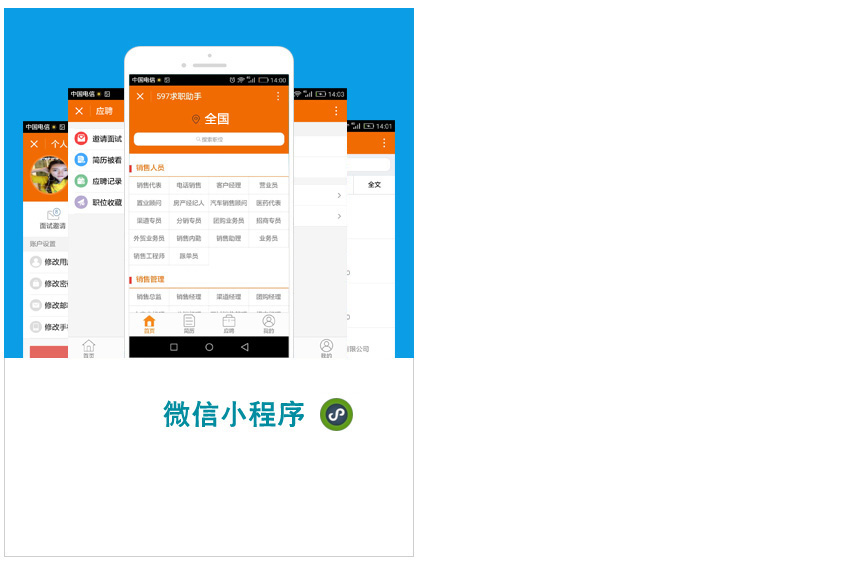 中国电信
14:00
597求职助手
全国
搜索职位
销售人员
销售代表 电话销售 客户经理 营业员
置业顾问 房产经纪人 汽车销售顾问 医药代表
渠道专员 分销专员 团购业务员 招商专员
外贸业务员 销售内勤 销售助理 业务员
销售工程师 跟单员
销售管理
销售总监 销售经理 渠道经理 团购经理
首页 简历 应聘 我的
中国电信
14:03
应聘
邀请面试
简历被看
应聘记录
职位收藏
首页
我的
中国电信
个人
面试邀请
账户设置
修改用
修改密
修改邮
修改手
14:01
全文
有限公司
微信小程序